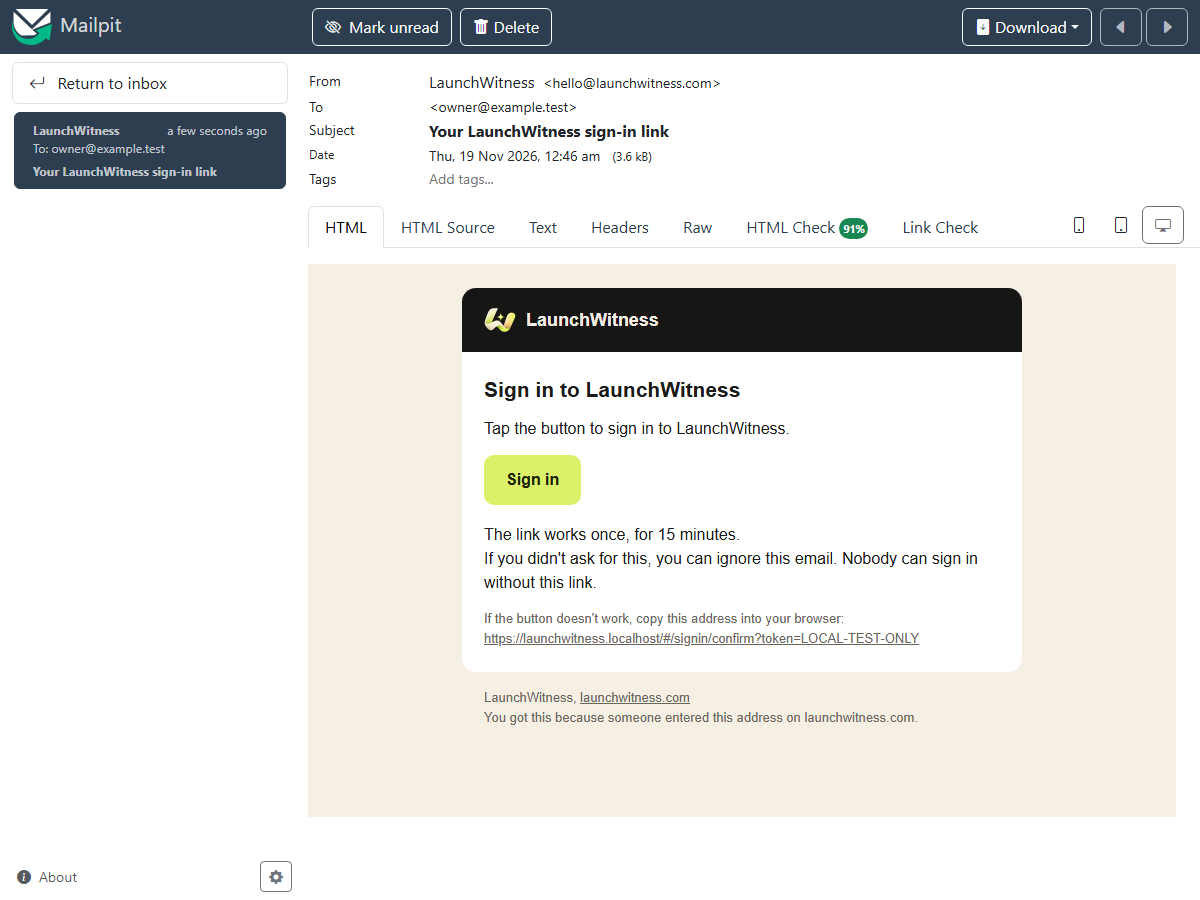 Mailpit
Mark unread
Delete
Download
Return to inbox
LaunchWitness a few seconds ago
To: owner@example.test
Your LaunchWitness sign-in link
From LaunchWitness <hello@launchwitness.com>
To <owner@example.test>
Subject Your LaunchWitness sign-in link
Date Thu, 19 Nov 2026, 12:46 am (3.6 kB)
Tags Add tags...
HTML HTML Source Text Headers Raw HTML Check 91% Link Check
LaunchWitness
Sign in to LaunchWitness
Tap the button to sign in to LaunchWitness.
Sign in
The link works once, for 15 minutes.
If you didn't ask for this, you can ignore this email. Nobody can sign in
without this link.
If the button doesn't work, copy this address into your browser:
https://launchwitness.localhost/#/signin/confirm?token=LOCAL-TEST-ONLY
LaunchWitness, launchwitness.com
You got this because someone entered this address on launchwitness.com.
About